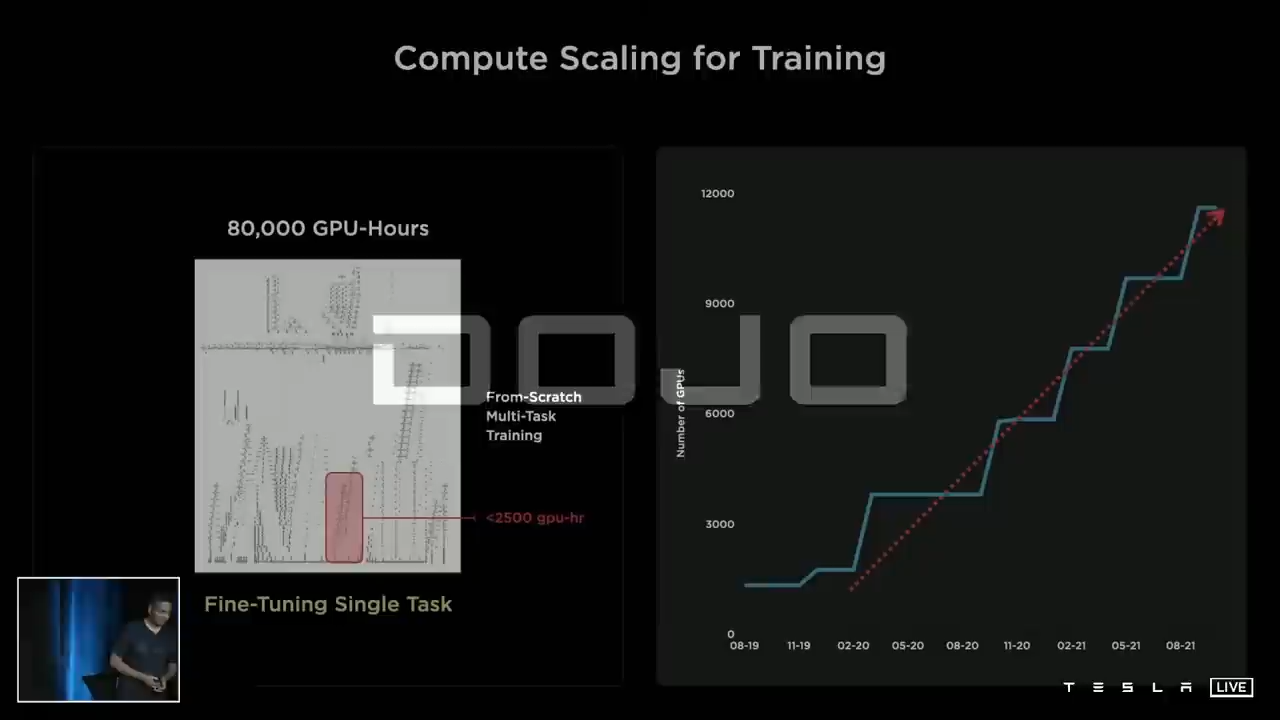 Compute Scaling for Training
80,000 GPU-Hours
DOJO
From-Scratch
Multi-Task
Training
<2500 gpu-hr
Fine-Tuning Single Task
Number of GPUs
12000
9000
6000
3000
0
08-19 11-19 02-20 05-20 08-20 11-20 02-21 05-21 08-21
TESLA LIVE